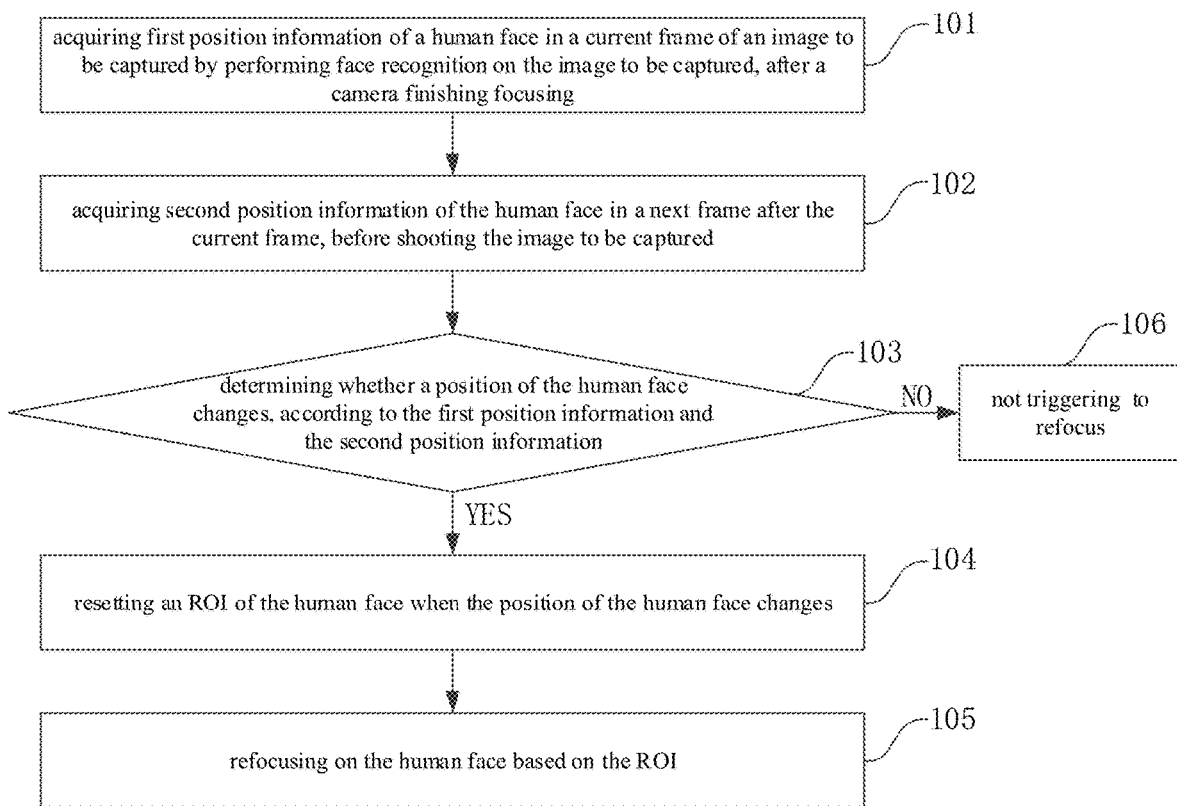 acquiring first position information of a human face in a current frame of an image to
be captured by performing face recognition on the image to be captured, after a
camera finishing focusing
101
acquiring second position information of the human face in a next frame after the
current frame, before shooting the image to be captured
102
determining whether a position of the human face
changes, according to the first position information and
the second position information
103
NO
106
not triggering to
refocus
YES
resetting an ROI of the human face when the position of the human face changes
104
refocusing on the human face based on the ROI
105